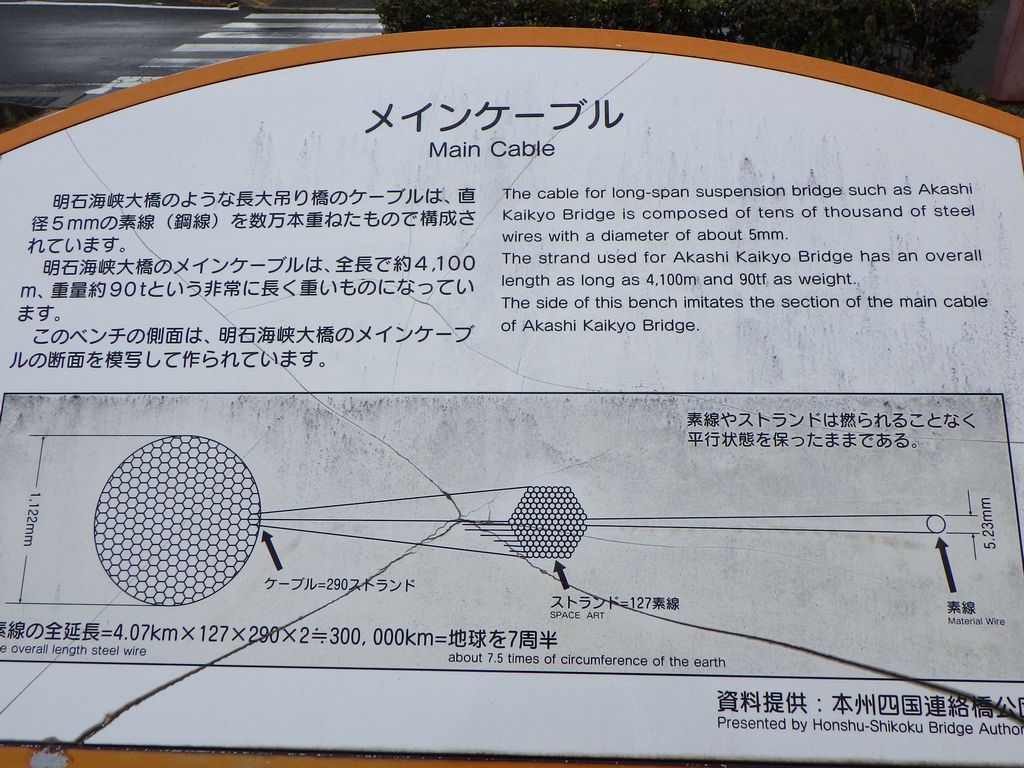 メインケーブル
Main Cable
明石海峡大橋のような長大吊り橋のケーブルは、直
径5mmの素線（鋼線）を数万本重ねたもので構成さ
れています。
明石海峡大橋のメインケーブルは、全長で約4,100
m、重量約90tという非常に長く重いものになってい
ます。
このベンチの側面は、明石海峡大橋のメインケーブ
ルの断面を模写して作られています。
The cable for long-span suspension bridge such as Akashi
Kaikyo Bridge is composed of tens of thousand of steel
wires with a diameter of about 5mm.
The strand used for Akashi Kaikyo Bridge has an overall
length as long as 4,100m and 90tf as weight.
The side of this bench imitates the section of the main cable
of Akashi Kaikyo Bridge.
素線やストランドは撚られることなく
平行状態を保ったままである。
1,122mm
5.23mm
ケーブル=290ストランド
ストランド=127素線
SPACE ART
素線
Material Wire
素線の全延長=4.07km×127×290×2≒300,000km=地球を7周半
e overall length steel wire
about 7.5 times of circumference of the earth
資料提供：本州四国連絡橋公団
Presented by Honshu-Shikoku Bridge Author